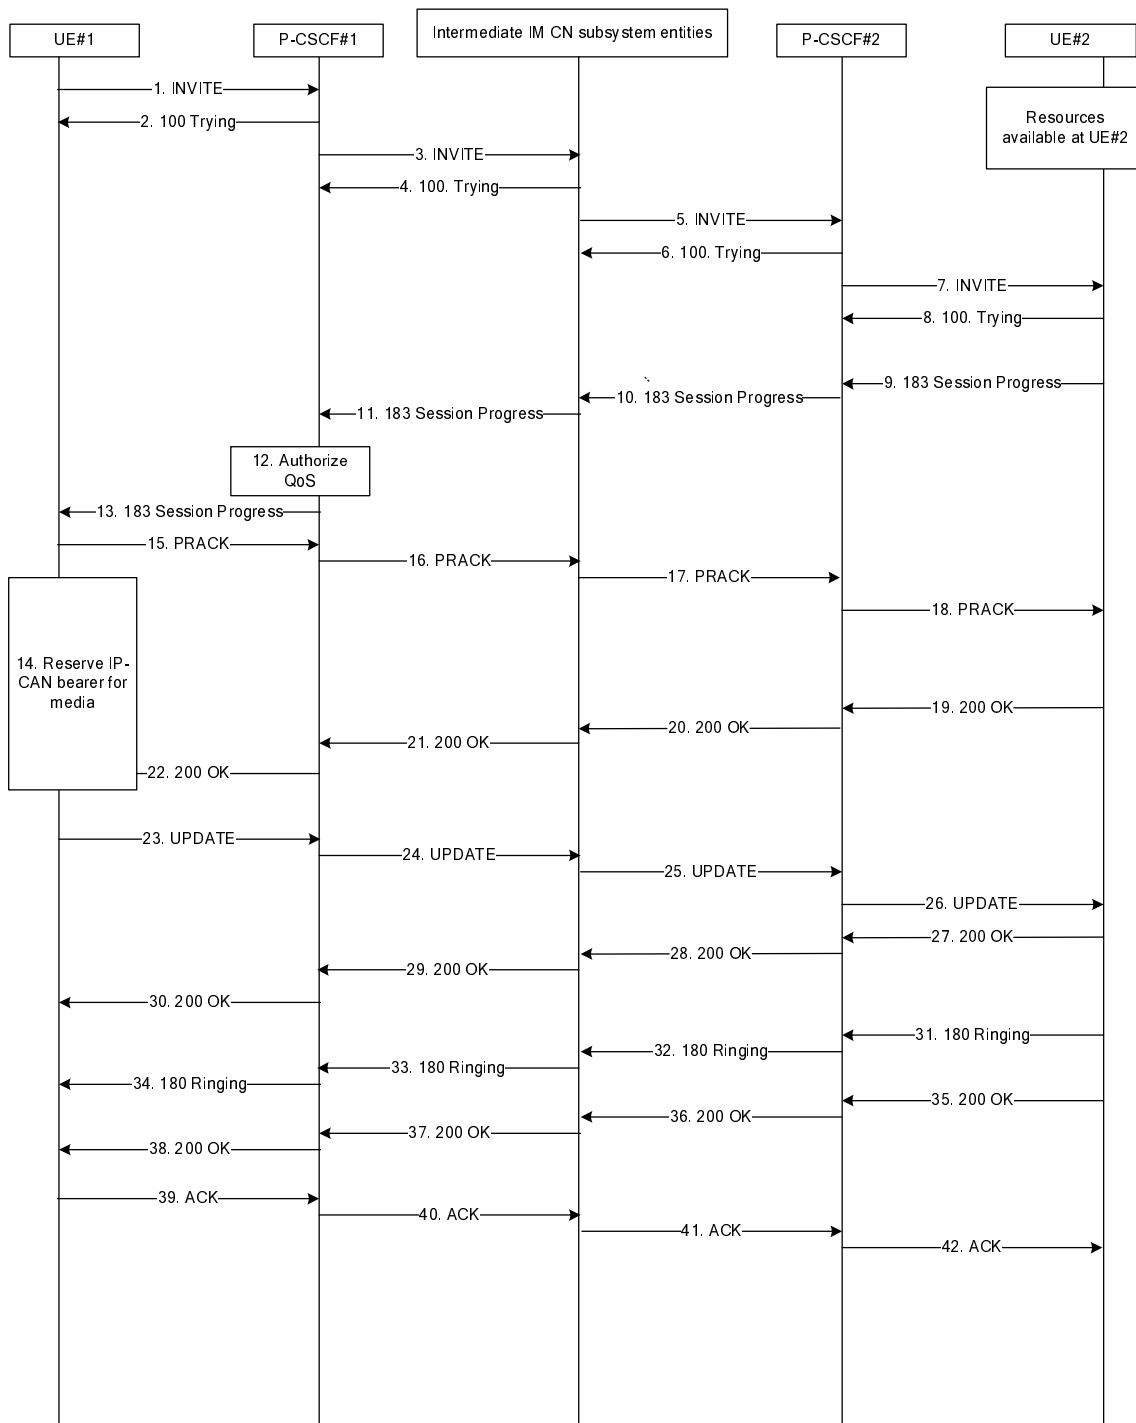 UE#1
P-CSCF#1
Intermediate IM CN subsystem entities
P-CSCF#2
UE#2
Resources
available at UE#2
1. INVITE
2. 100 Trying
3. INVITE
4. 100. Trying
5. INVITE
6. 100. Trying
7. INVITE
8. 100. Trying
9. 183 Session Progress
10. 183 Session Progress
11. 183 Session Progress
12. Authorize
QoS
13. 183 Session Progress
15. PRACK
16. PRACK
17. PRACK
18. PRACK
14. Reserve IP-
CAN bearer for
media
19. 200 OK
20. 200 OK
21. 200 OK
22. 200 OK
23. UPDATE
24. UPDATE
25. UPDATE
26. UPDATE
27. 200 OK
28. 200 OK
29. 200 OK
30. 200 OK
31. 180 Ringing
32. 180 Ringing
33. 180 Ringing
34. 180 Ringing
35. 200 OK
36. 200 OK
37. 200 OK
38. 200 OK
39. ACK
40. ACK
41. ACK
42. ACK